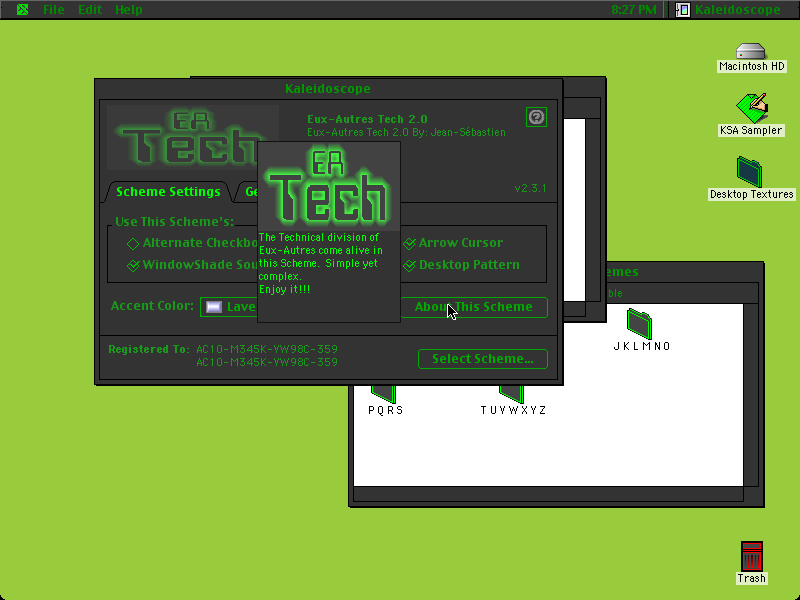 File Edit Help
8:27 PM
Kaleidoscope
Macintosh HD
KSA Sampler
Desktop Textures
Kaleidoscope
EA
Tech
Eux-Autres Tech 2.0
Eux-Autres Tech 2.0 By: Jean-Sébastien
v2.3.1
Scheme Settings
Ge
EA
Tech
The Technical division of
Eux-Autres come alive in
this Scheme. Simple yet
complex.
Enjoy it!!!
Use This Scheme's:
Alternate Checkbo
Arrow Cursor
WindowShade Sou
Desktop Pattern
Accent Color:
Lave
About This Scheme
Registered To: AC10-M345K-YW98C-359
AC10-M345K-YW98C-359
Select Scheme...
emes
ble
JKLMNO
PQRS
TUVWXYZ
Trash